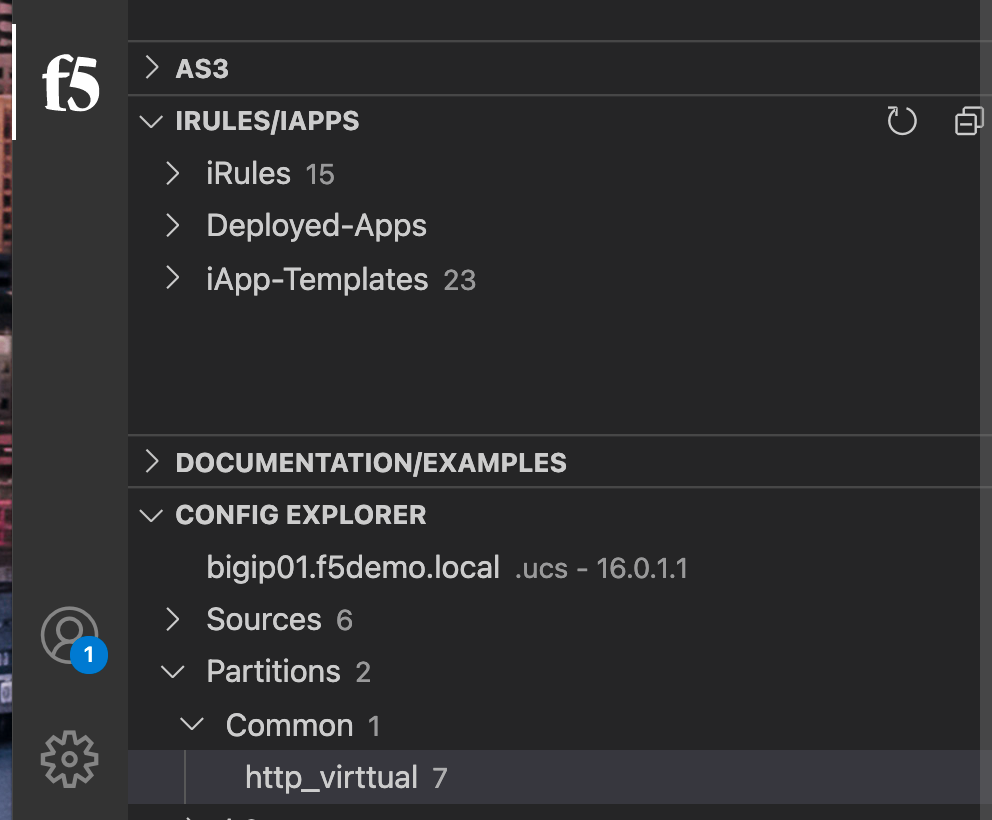 f5
AS3
IRULES/IAPPS
iRules 15
Deployed-Apps
iApp-Templates 23
DOCUMENTATION/EXAMPLES
CONFIG EXPLORER
bigip01.f5demo.local .ucs - 16.0.1.1
Sources 6
1
Partitions 2
Common 1
http_virttual 7